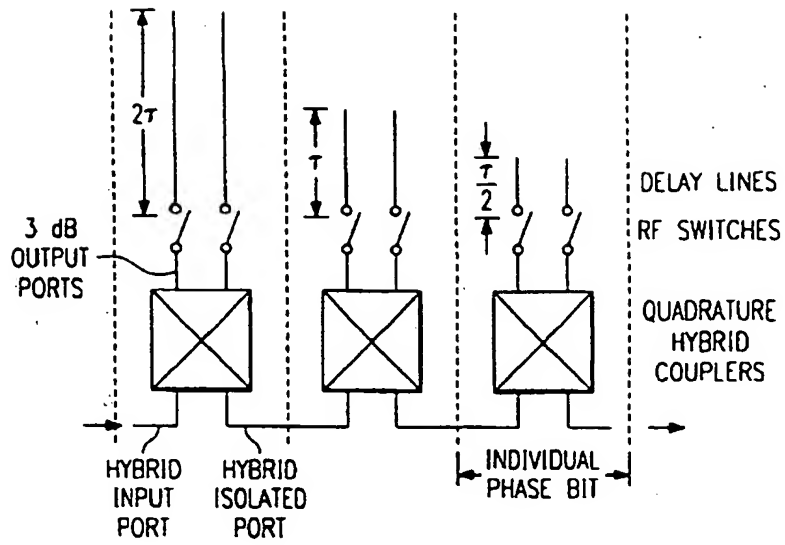 2τ
τ
τ
2
DELAY LINES
RF SWITCHES
3 dB
OUTPUT
PORTS
QUADRATURE
HYBRID
COUPLERS
HYBRID
INPUT
PORT
HYBRID
ISOLATED
PORT
INDIVIDUAL
PHASE BIT